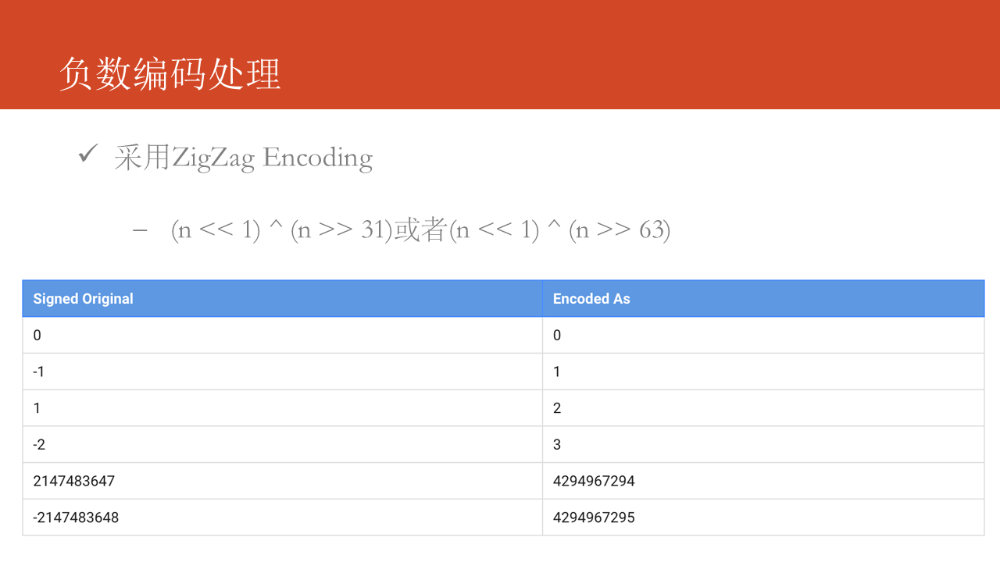 负数编码处理
✓ 采用ZigZag Encoding
– (n << 1) ^ (n >> 31)或者(n << 1) ^ (n >> 63)
Signed Original Encoded As
0 0
-1 1
1 2
-2 3
2147483647 4294967294
-2147483648 4294967295